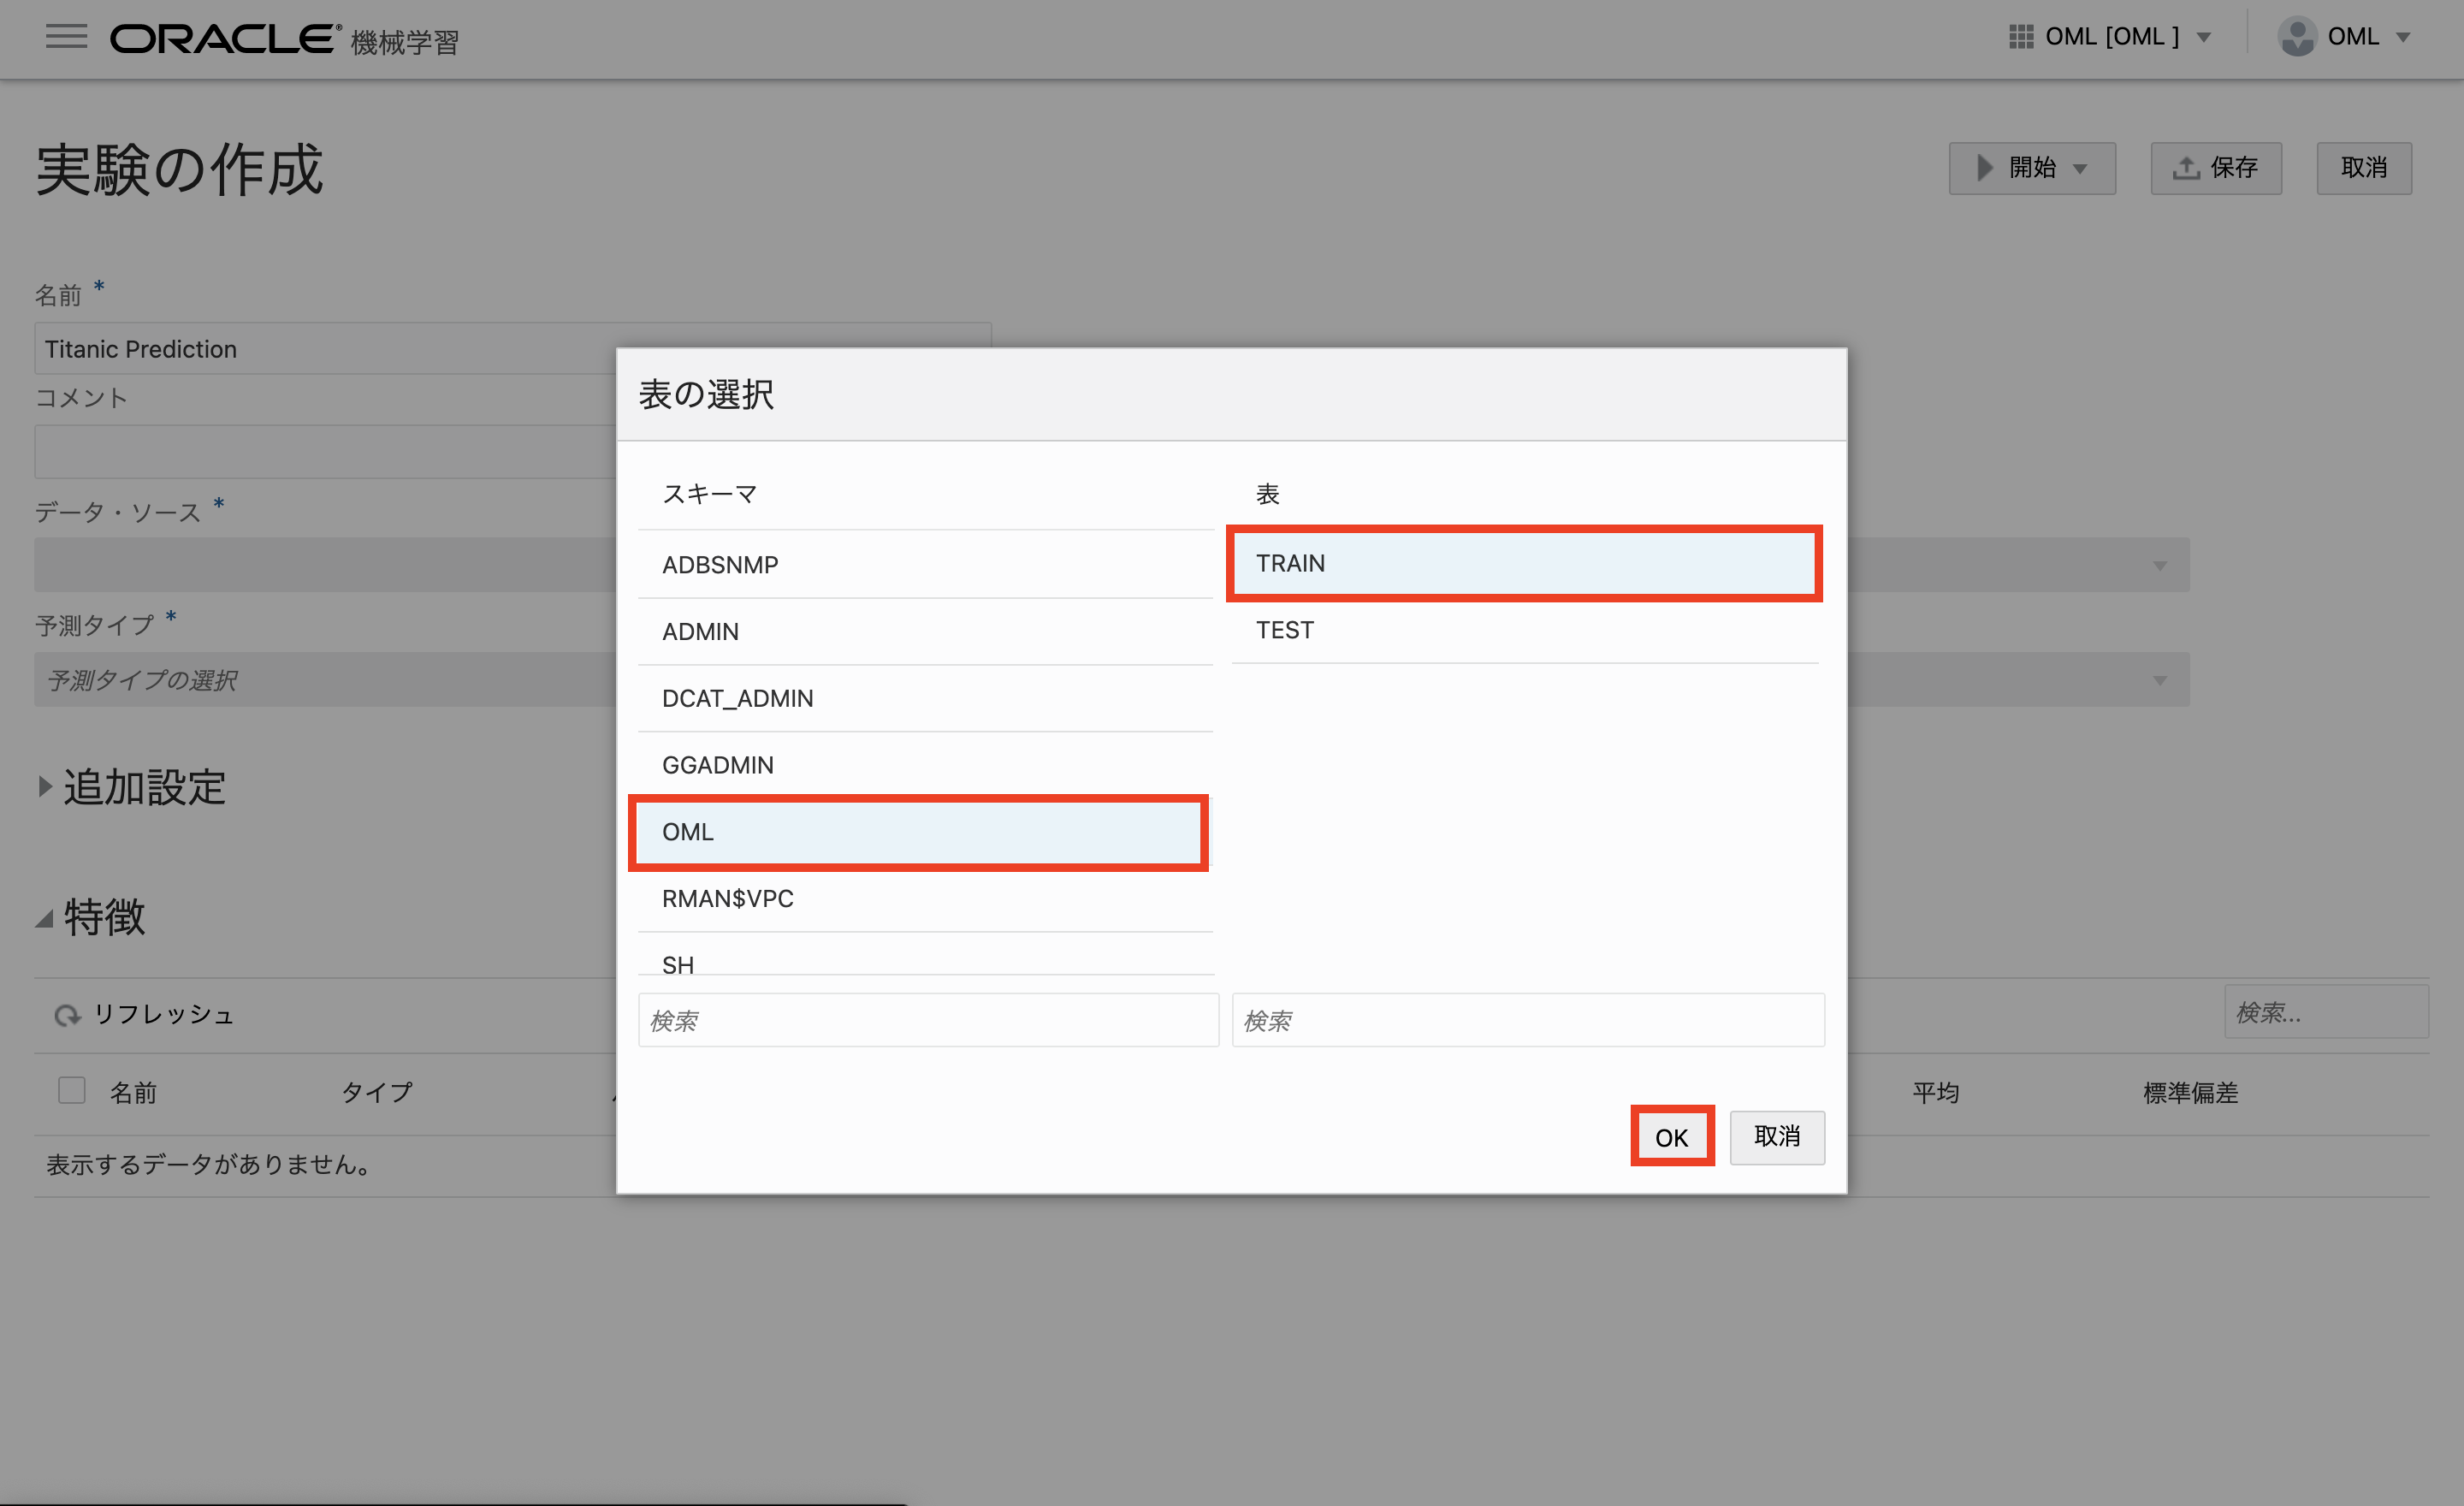 ORACLE® 機械学習
OML [OML ]
OML
実験の作成
開始
保存
取消
名前 *
Titanic Prediction
コメント
データ・ソース *
予測タイプ *
予測タイプの選択
追加設定
特徴
リフレッシュ
検索...
名前
タイプ
平均
標準偏差
表示するデータがありません。
表の選択
スキーマ
ADBSNMP
ADMIN
DCAT_ADMIN
GGADMIN
OML
RMAN$VPC
SH
検索
表
TRAIN
TEST
検索
OK
取消